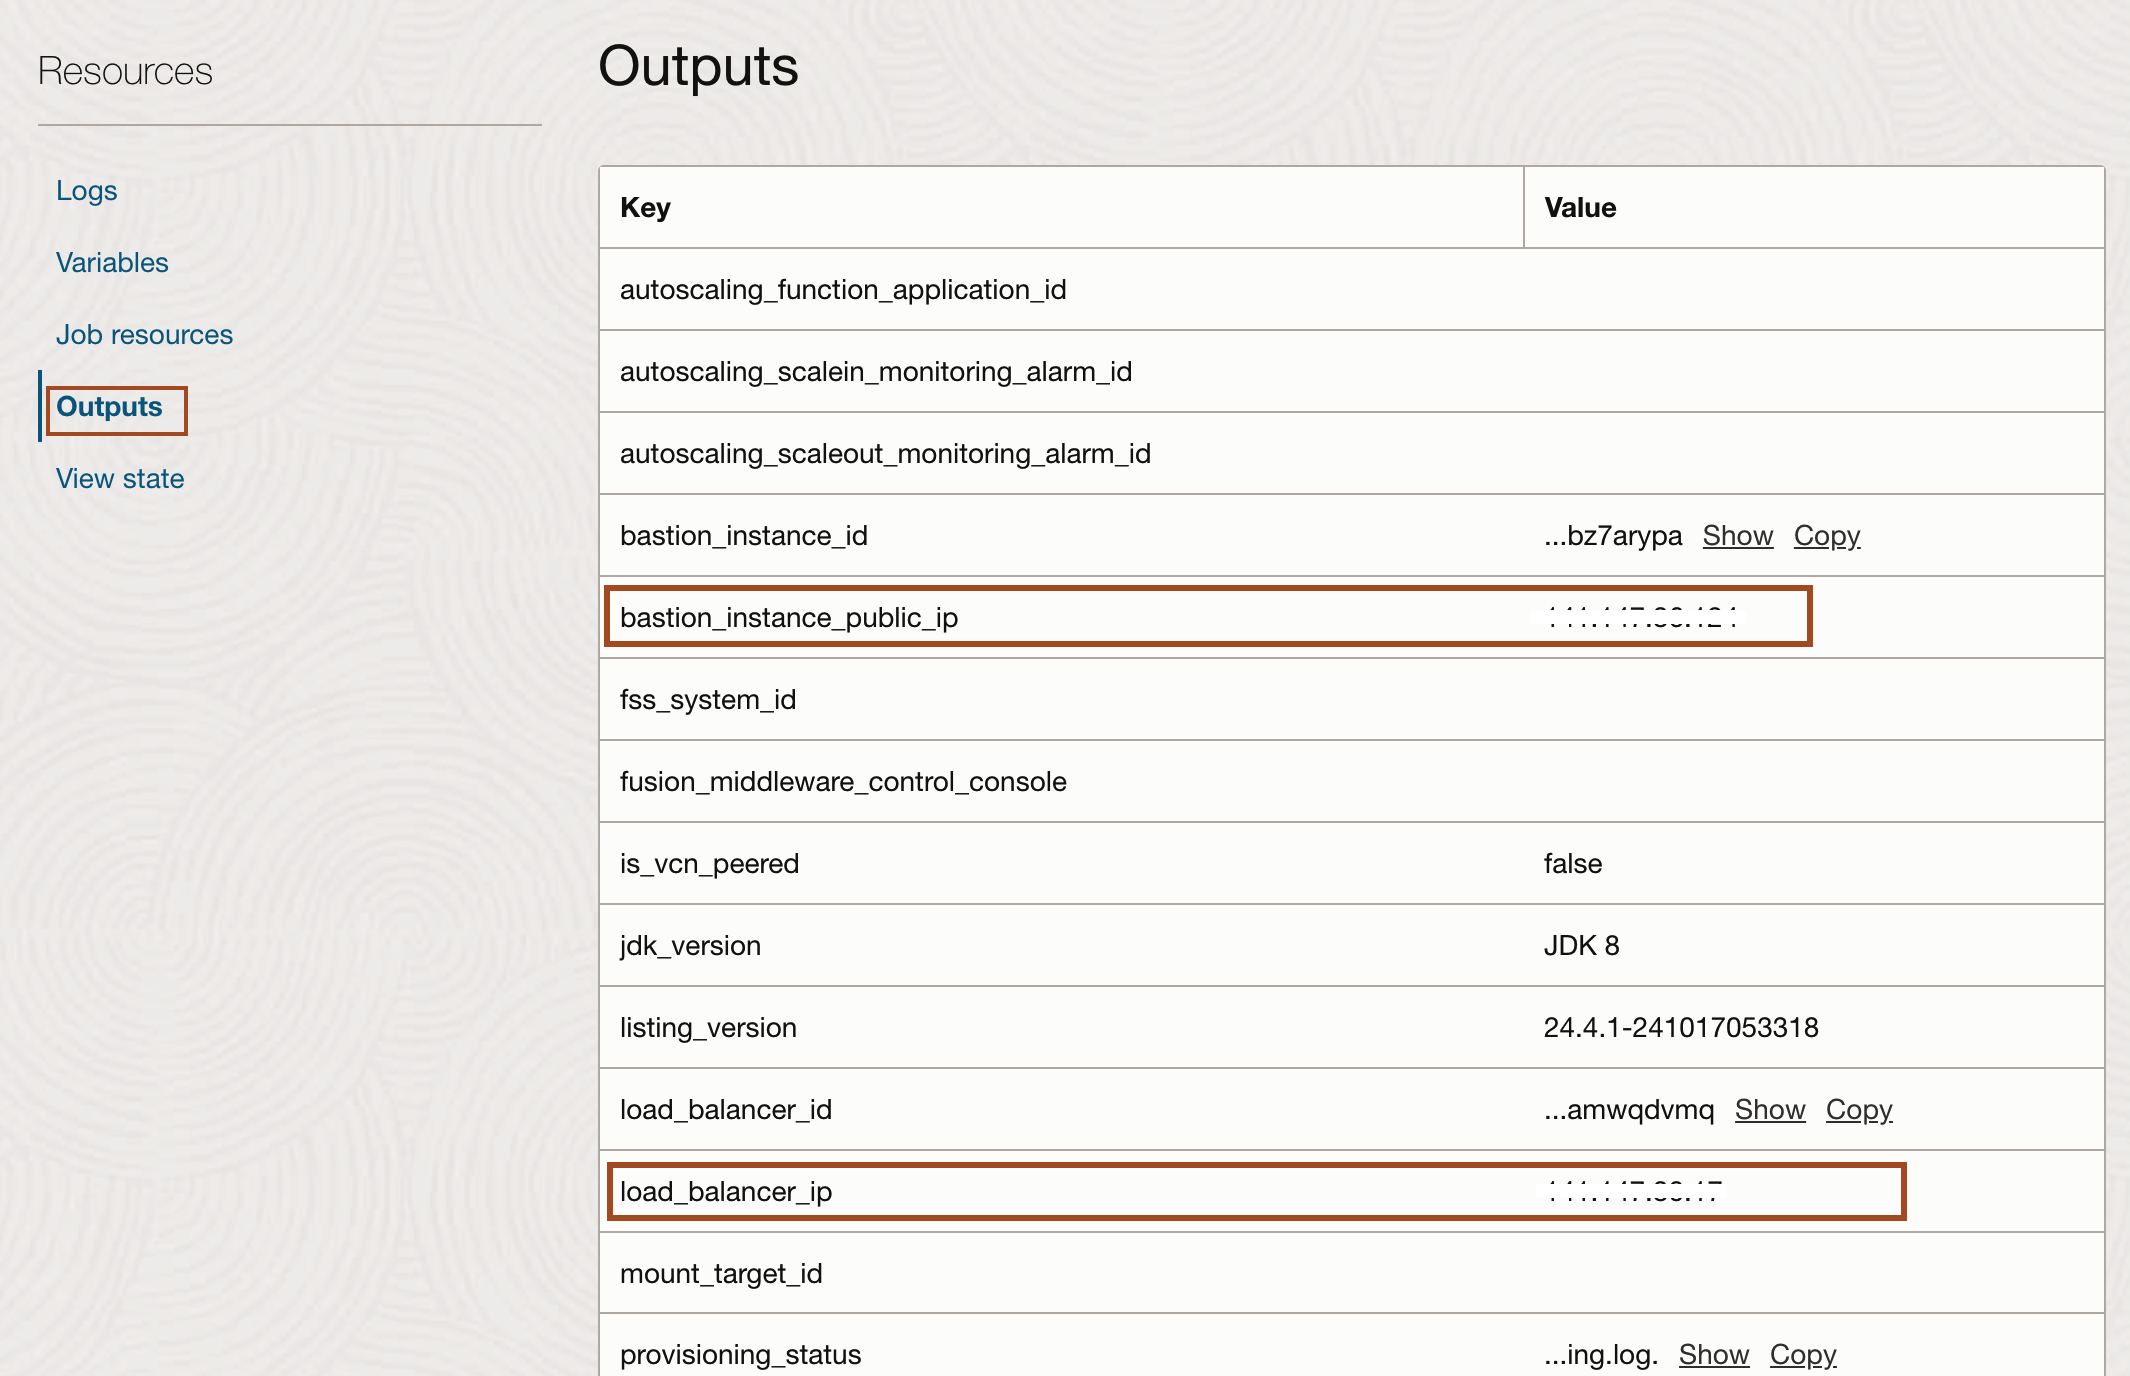 Resources
Logs
Variables
Job resources
Outputs
View state
Outputs
Key Value
autoscaling_function_application_id
autoscaling_scalein_monitoring_alarm_id
autoscaling_scaleout_monitoring_alarm_id
bastion_instance_id ...bz7arypa Show Copy
bastion_instance_public_ip
fss_system_id
fusion_middleware_control_console
is_vcn_peered false
jdk_version JDK 8
listing_version 24.4.1-241017053318
load_balancer_id ...amwqdvmq Show Copy
load_balancer_ip
mount_target_id
provisioning_status ...ing.log. Show Copy